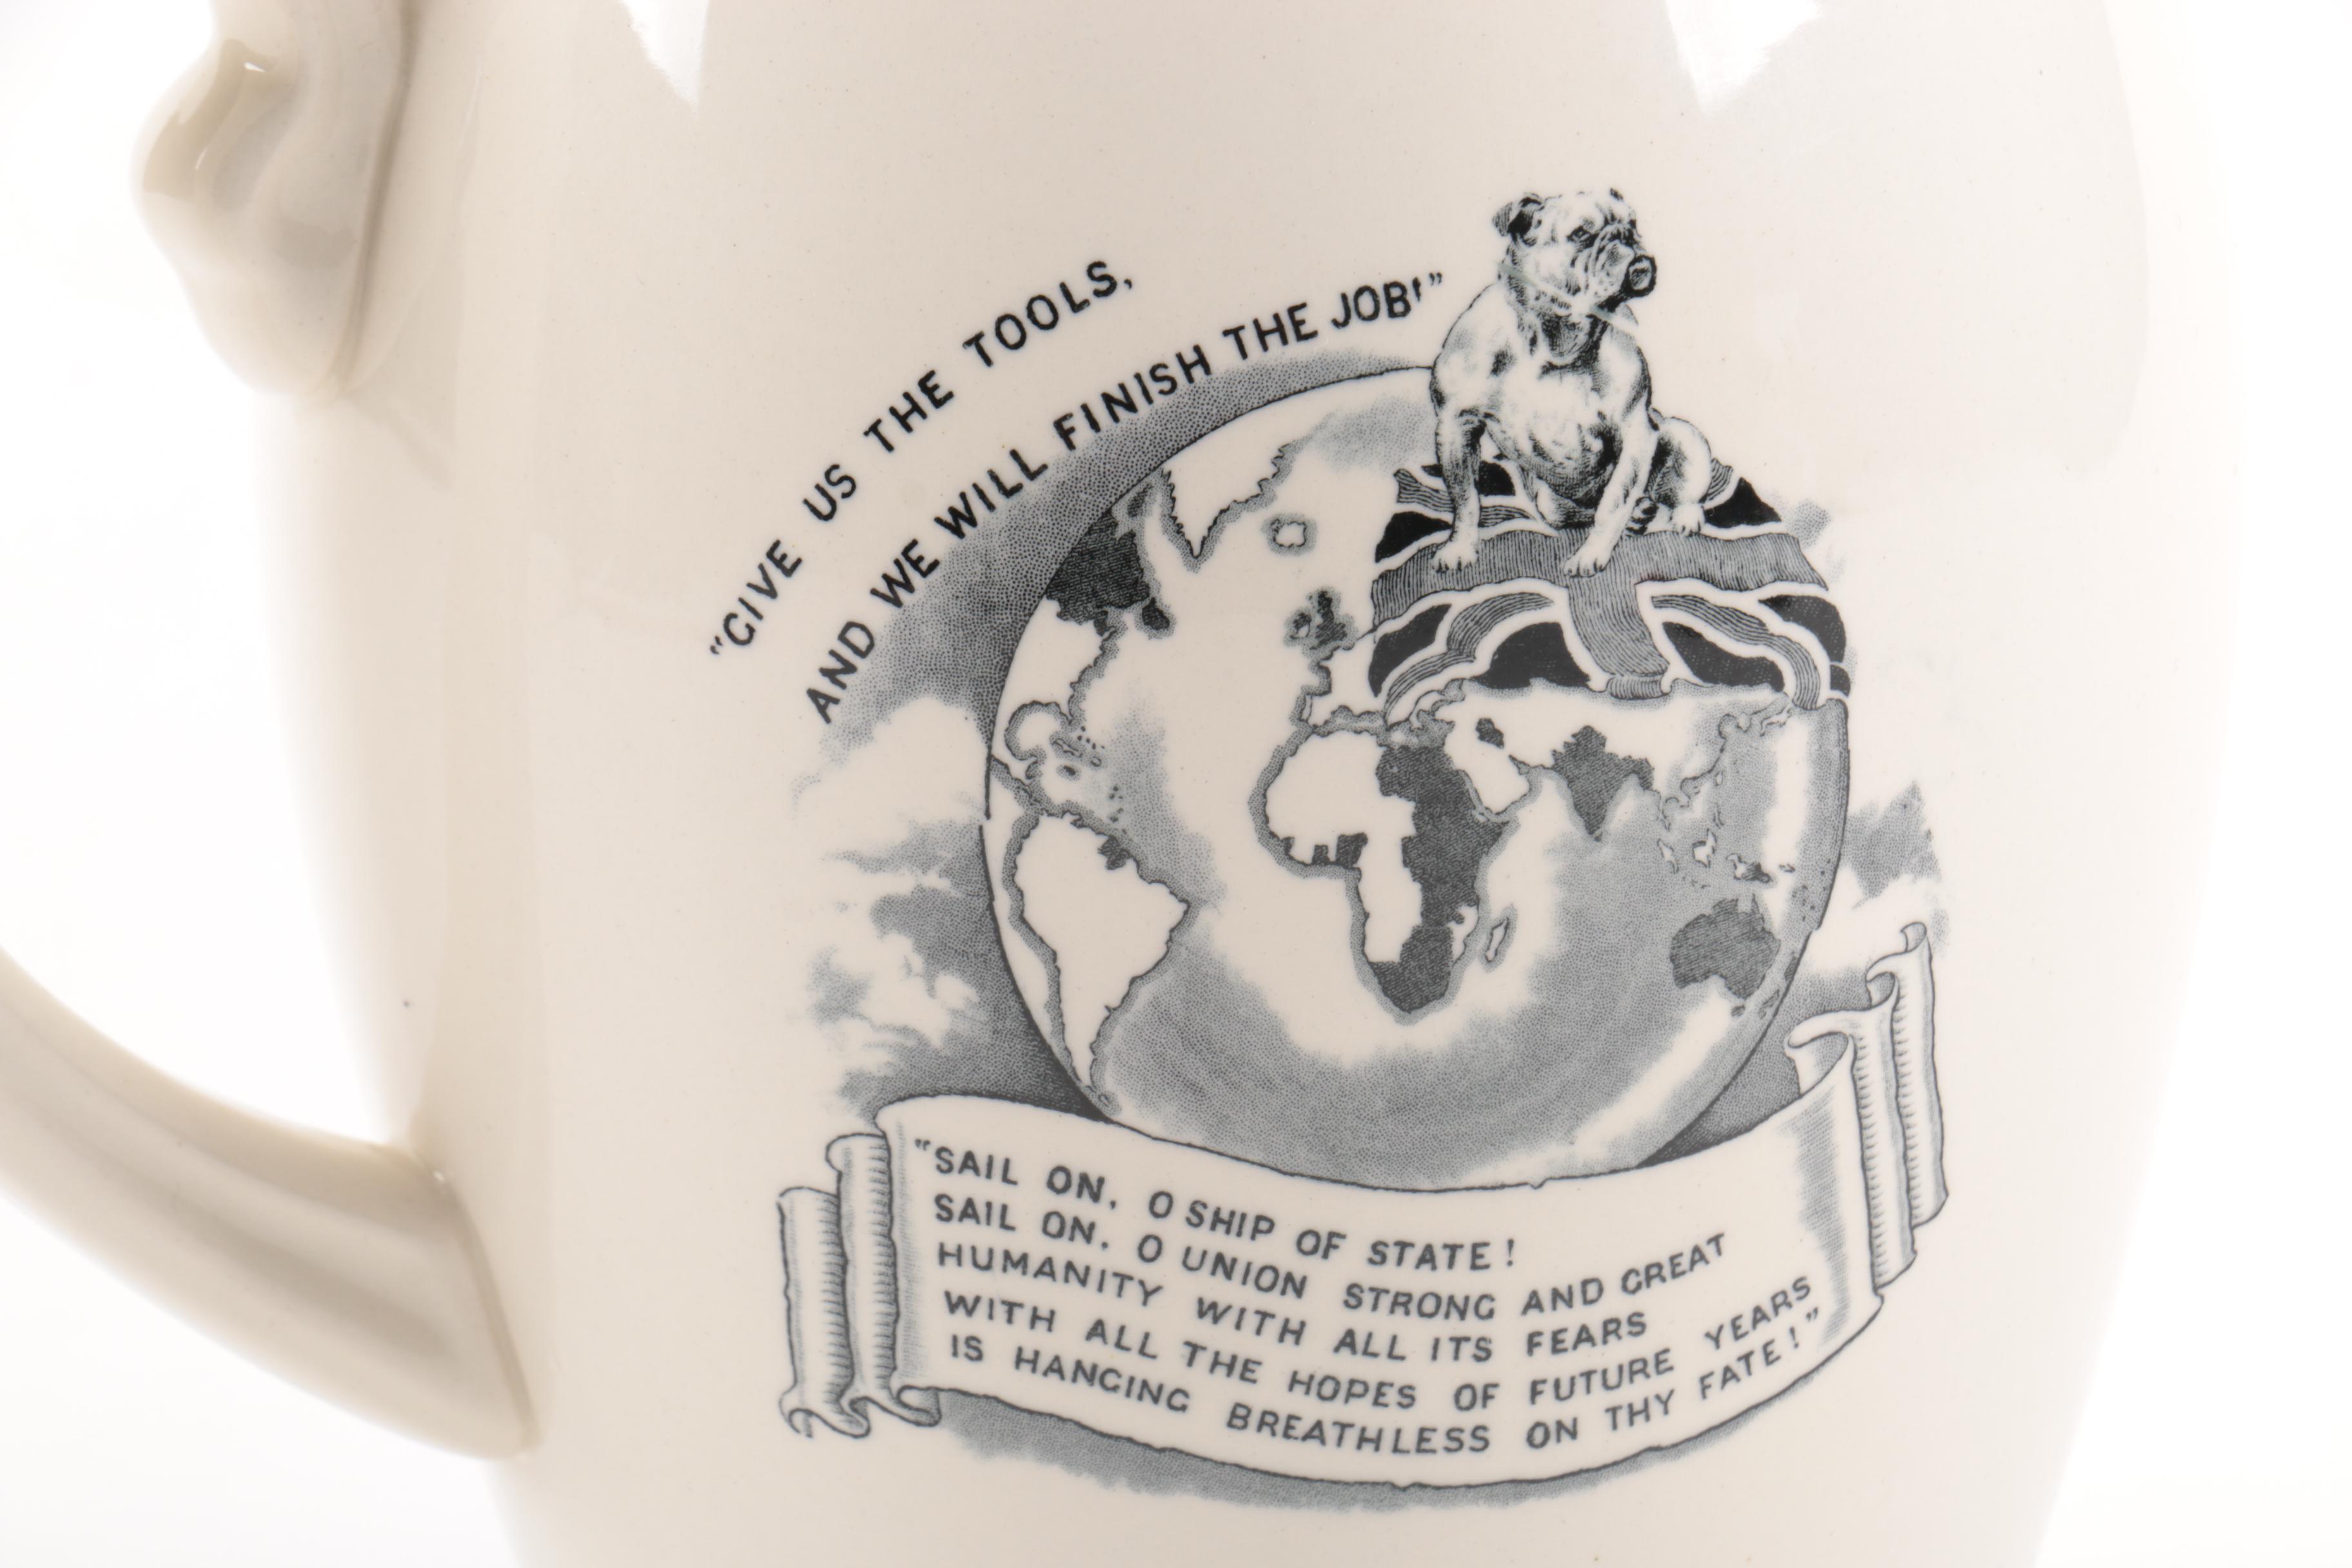 "GIVE US THE TOOLS,
AND WE WILL FINISH THE JOB!"
"SAIL ON, O SHIP OF STATE!
SAIL ON, O UNION STRONG AND GREAT
HUMANITY WITH ALL ITS FEARS
WITH ALL THE HOPES OF FUTURE YEARS
IS HANGING BREATHLESS ON THY FATE!"